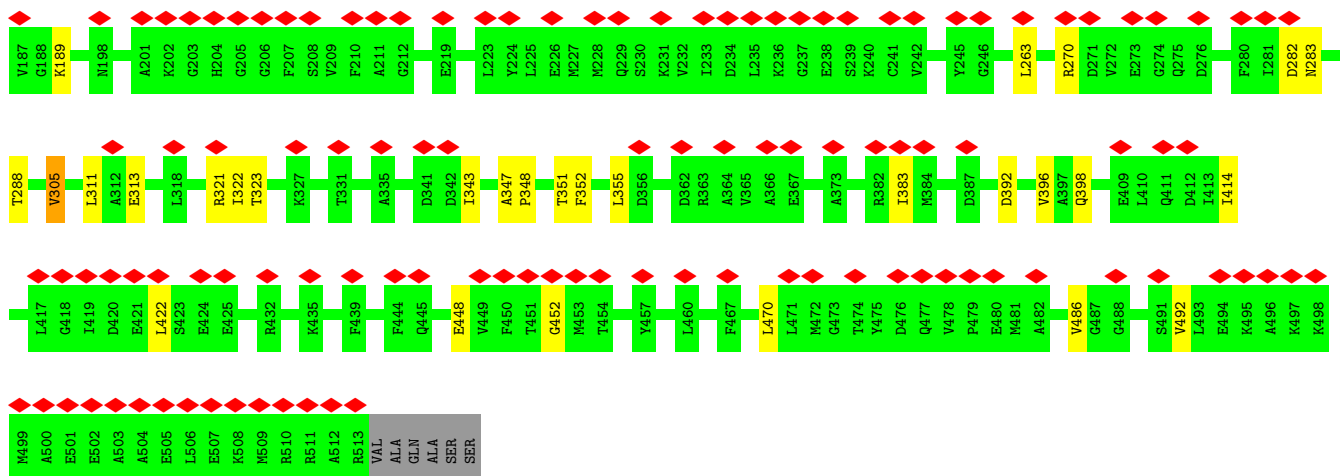 V187 G188 K189 N198 A201 K202 G203 H204 G205 G206 F207 S208 V209 F210 A211 G212 E219 L223 Y224 L225 E226 M227 M228 Q229 S230 K231 V232 I233 D234 L235 K236 G237 E238 S239 K240 C241 V242 Y245 G246 L263 R270 D271 V272 E273 G274 Q275 D276 F280 I281 D282 N283
T288 V305 L311 A312 E313 L318 R321 I322 T323 K327 T331 A335 D341 D342 I343 A347 P348 T351 F352 L355 D356 D362 R363 A364 V365 A366 E367 A373 R382 I383 M384 D387 D392 V396 A397 Q398 E409 L410 Q411 D412 I413 I414
L417 G418 I419 D420 E421 L422 S423 E424 E425 R432 K435 F439 F444 Q445 E448 V449 F450 T451 G452 M453 T454 Y457 L460 F467 L470 L471 M472 G473 T474 Y475 D476 Q477 V478 P479 E480 M481 A482 V486 G487 G488 S491 V492 L493 E494 K495 A496 K497 K498
M499 A500 E501 E502 A503 A504 E505 L506 E507 K508 M509 R510 R511 A512 R513 VAL ALA GLN ALA SER SER